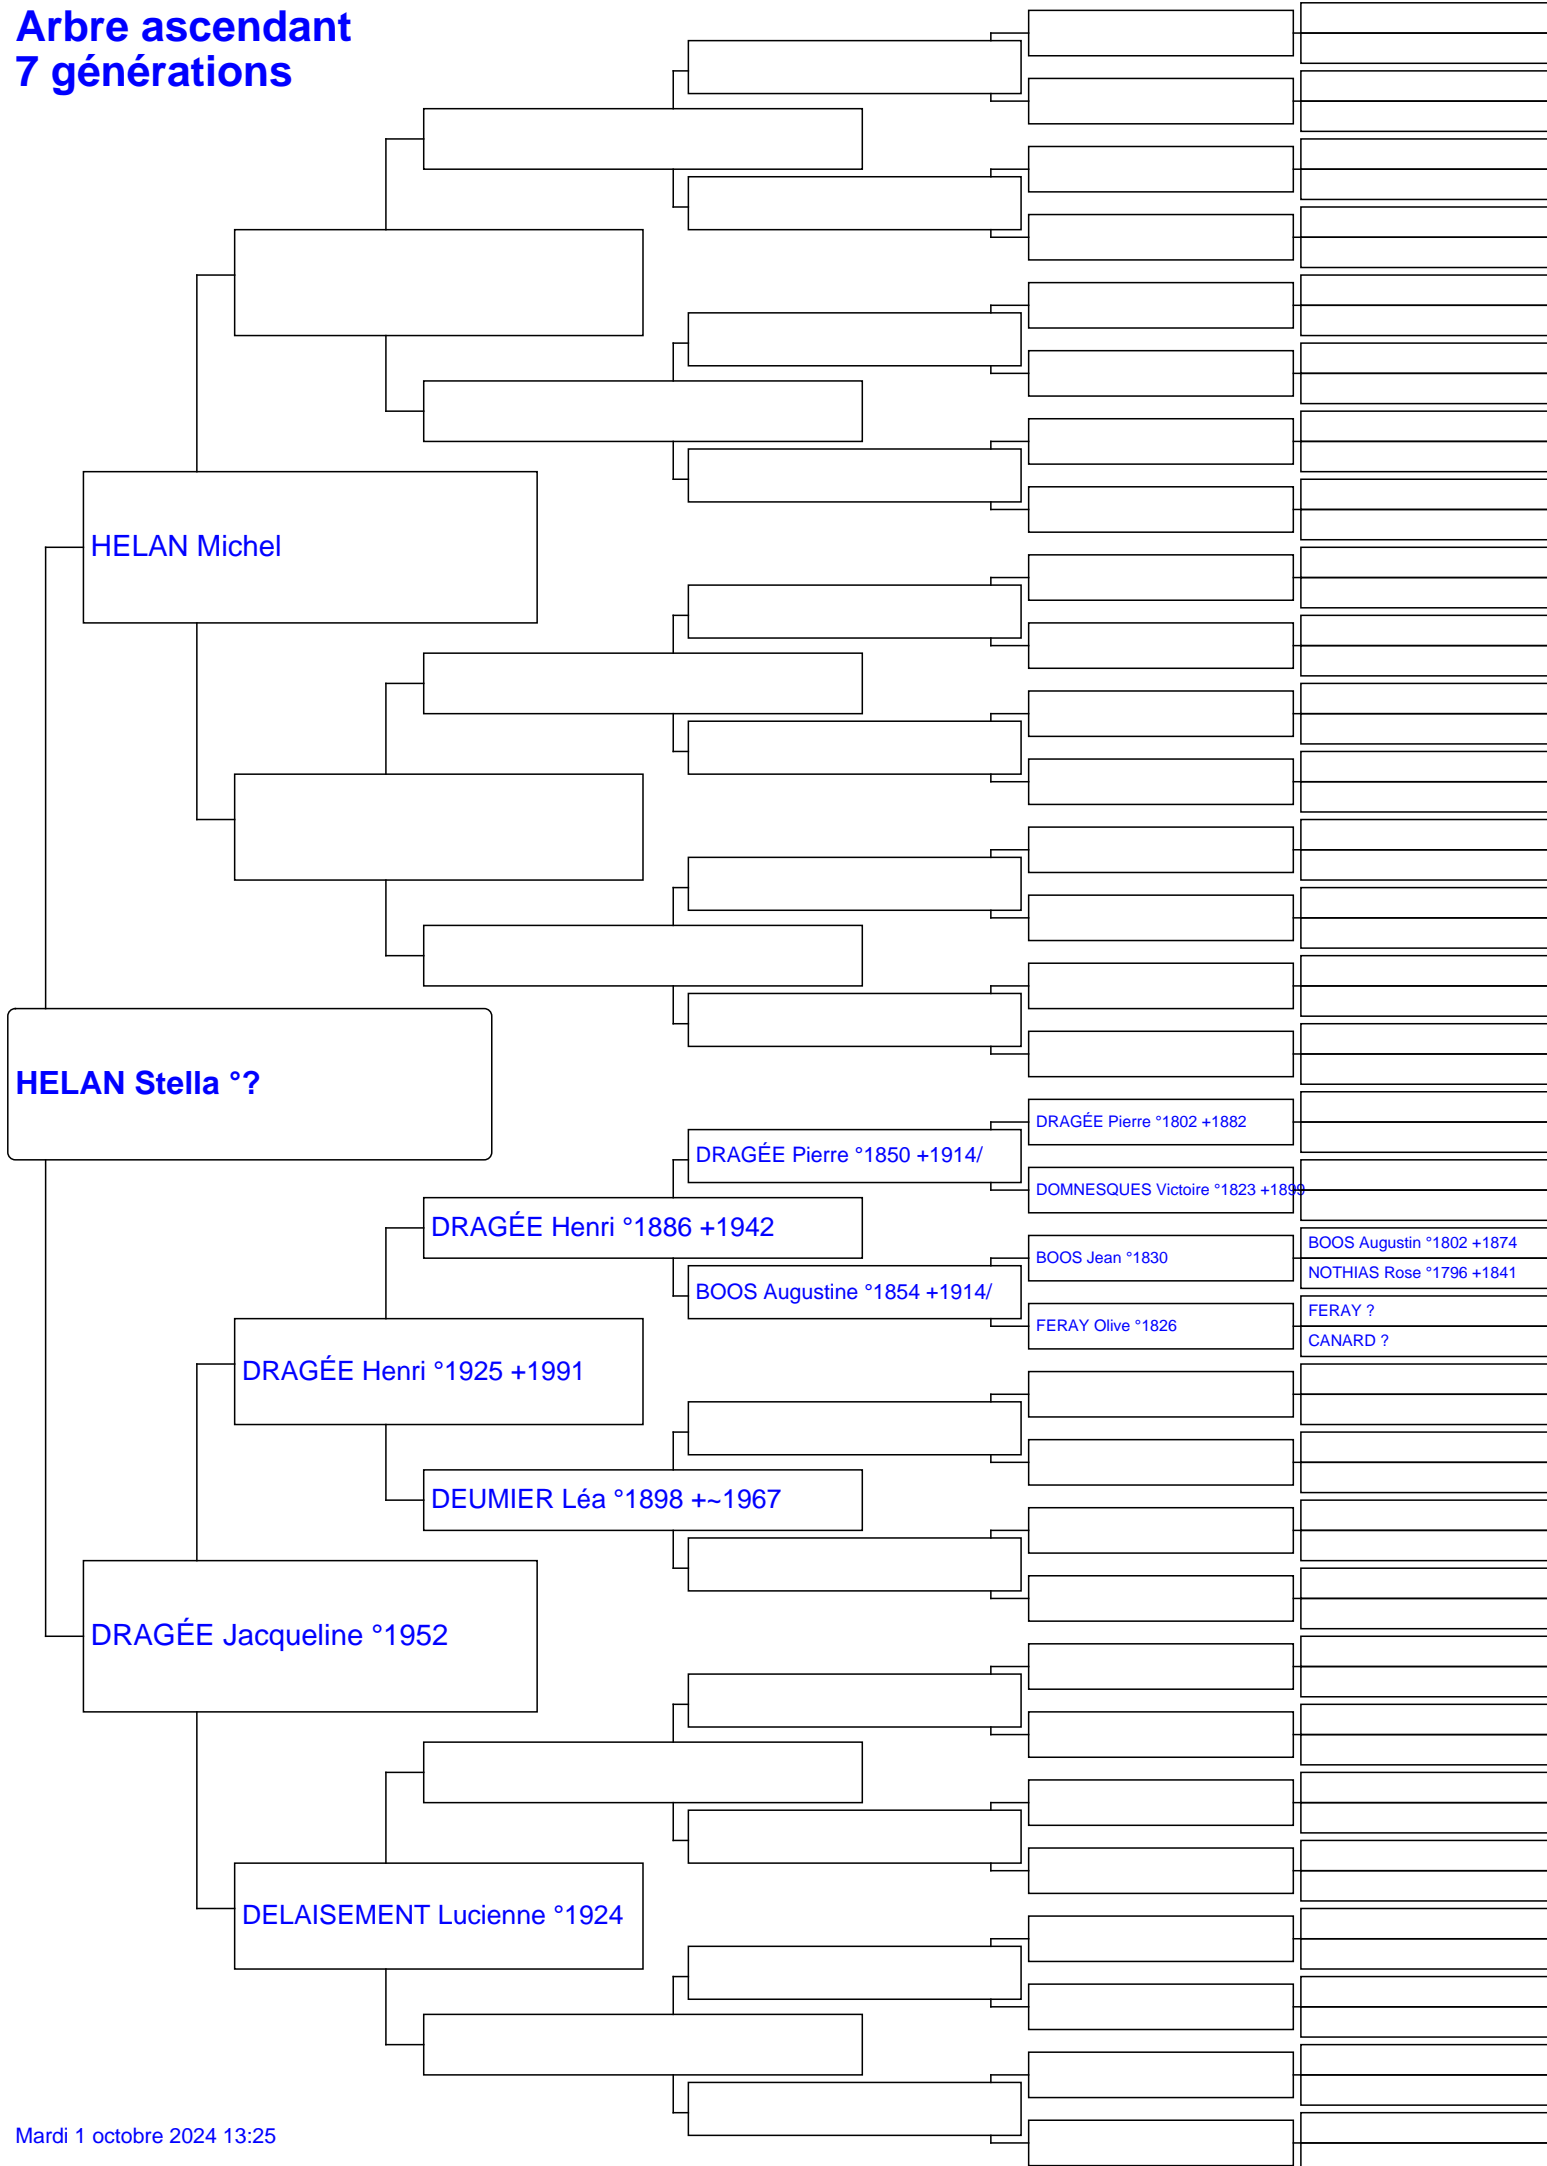 Arbre ascendant
7 générations
HELAN Michel
HELAN Stella °?
DRAGÉE Pierre °1802 +1882
DRAGÉE Pierre °1850 +1914/
DOMNESQUES Victoire °1823 +1899
DRAGÉE Henri °1886 +1942
BOOS Augustin °1802 +1874
BOOS Jean °1830
NOTHIAS Rose °1796 +1841
BOOS Augustine °1854 +1914/
FERAY ?
FERAY Olive °1826
CANARD ?
DRAGÉE Henri °1925 +1991
DEUMIER Léa °1898 +~1967
DRAGÉE Jacqueline °1952
DELAISEMENT Lucienne °1924
Mardi 1 octobre 2024 13:25